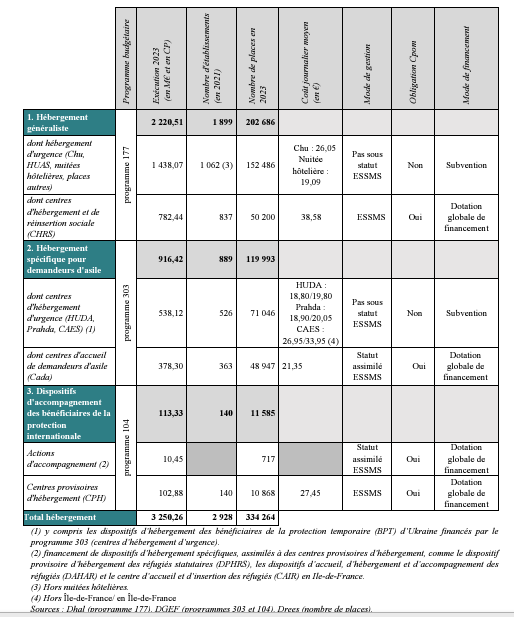 Programme budgétaire
Exécution 2023
(en M€ et en CP)
Nombre d'établissements
(en 2021)
Nombre de places en
2023
Coût journalier moyen
(en €)
Mode de gestion
Obligation Cpom
Mode de financement
1. Hébergement
généraliste
2 220,51
1 899
202 686
programme 177
dont hébergement
d'urgence (Chu,
HUAS, nuitées
hôtelières, places
autres)
1 438,07
1 062 (3)
152 486
Chu : 26,05
Nuitée
hôtelière :
19,09
Pas sous
statut
ESSMS
Non
Subvention
dont centres
d'hébergement et de
réinsertion sociale
(CHRS)
782,44
837
50 200
38,58
ESSMS
Oui
Dotation
globale de
financement
2. Hébergement
spécifique pour
demandeurs d'asile
916,42
889
119 993
programme 303
dont centres
d'hébergement
d'urgence (HUDA,
Prahda, CAES) (1)
538,12
526
71 046
HUDA :
18,80/19,80
Prahda :
18,90/20,05
CAES :
26,95/33,95 (4)
Pas sous
statut
ESSMS
Non
Subvention
dont centres d'accueil
de demandeurs d'asile
(Cada)
378,30
363
48 947
21,35
Statut
assimilé
ESSMS
Oui
Dotation
globale de
financement
3. Dispositifs
d'accompagnement
des bénéficiaires de la
protection
internationale
113,33
140
11 585
programme 104
Actions
d'accompagnement (2)
10,45
717
Statut
assimilé
ESSMS
Oui
Dotation
globale de
financement
Centres provisoires
d'hébergement (CPH)
102,88
140
10 868
27,45
ESSMS
Oui
Dotation
globale de
financement
Total hébergement
3 250,26
2 928
334 264
(1) y compris les dispositifs d'hébergement des bénéficiaires de la protection temporaire (BPT) d'Ukraine financés par le
programme 303 (centres d'hébergement d'urgence).
(2) financement de dispositifs d'hébergement spécifiques, assimilés à des centres provisoires d'hébergement, comme le dispositif
provisoire d'hébergement des réfugiés statutaires (DPHRS), les dispositifs d'accueil, d'hébergement et d'accompagnement des
réfugiés (DAHAR) et le centre d'accueil et d'insertion des réfugiés (CAIR) en Ile-de-France.
(3) Hors nuitées hôtelières.
(4) Hors Île-de-France/ en Île-de-France
Sources : Dhal (programme 177), DGEF (programmes 303 et 104), Drees (nombre de places).